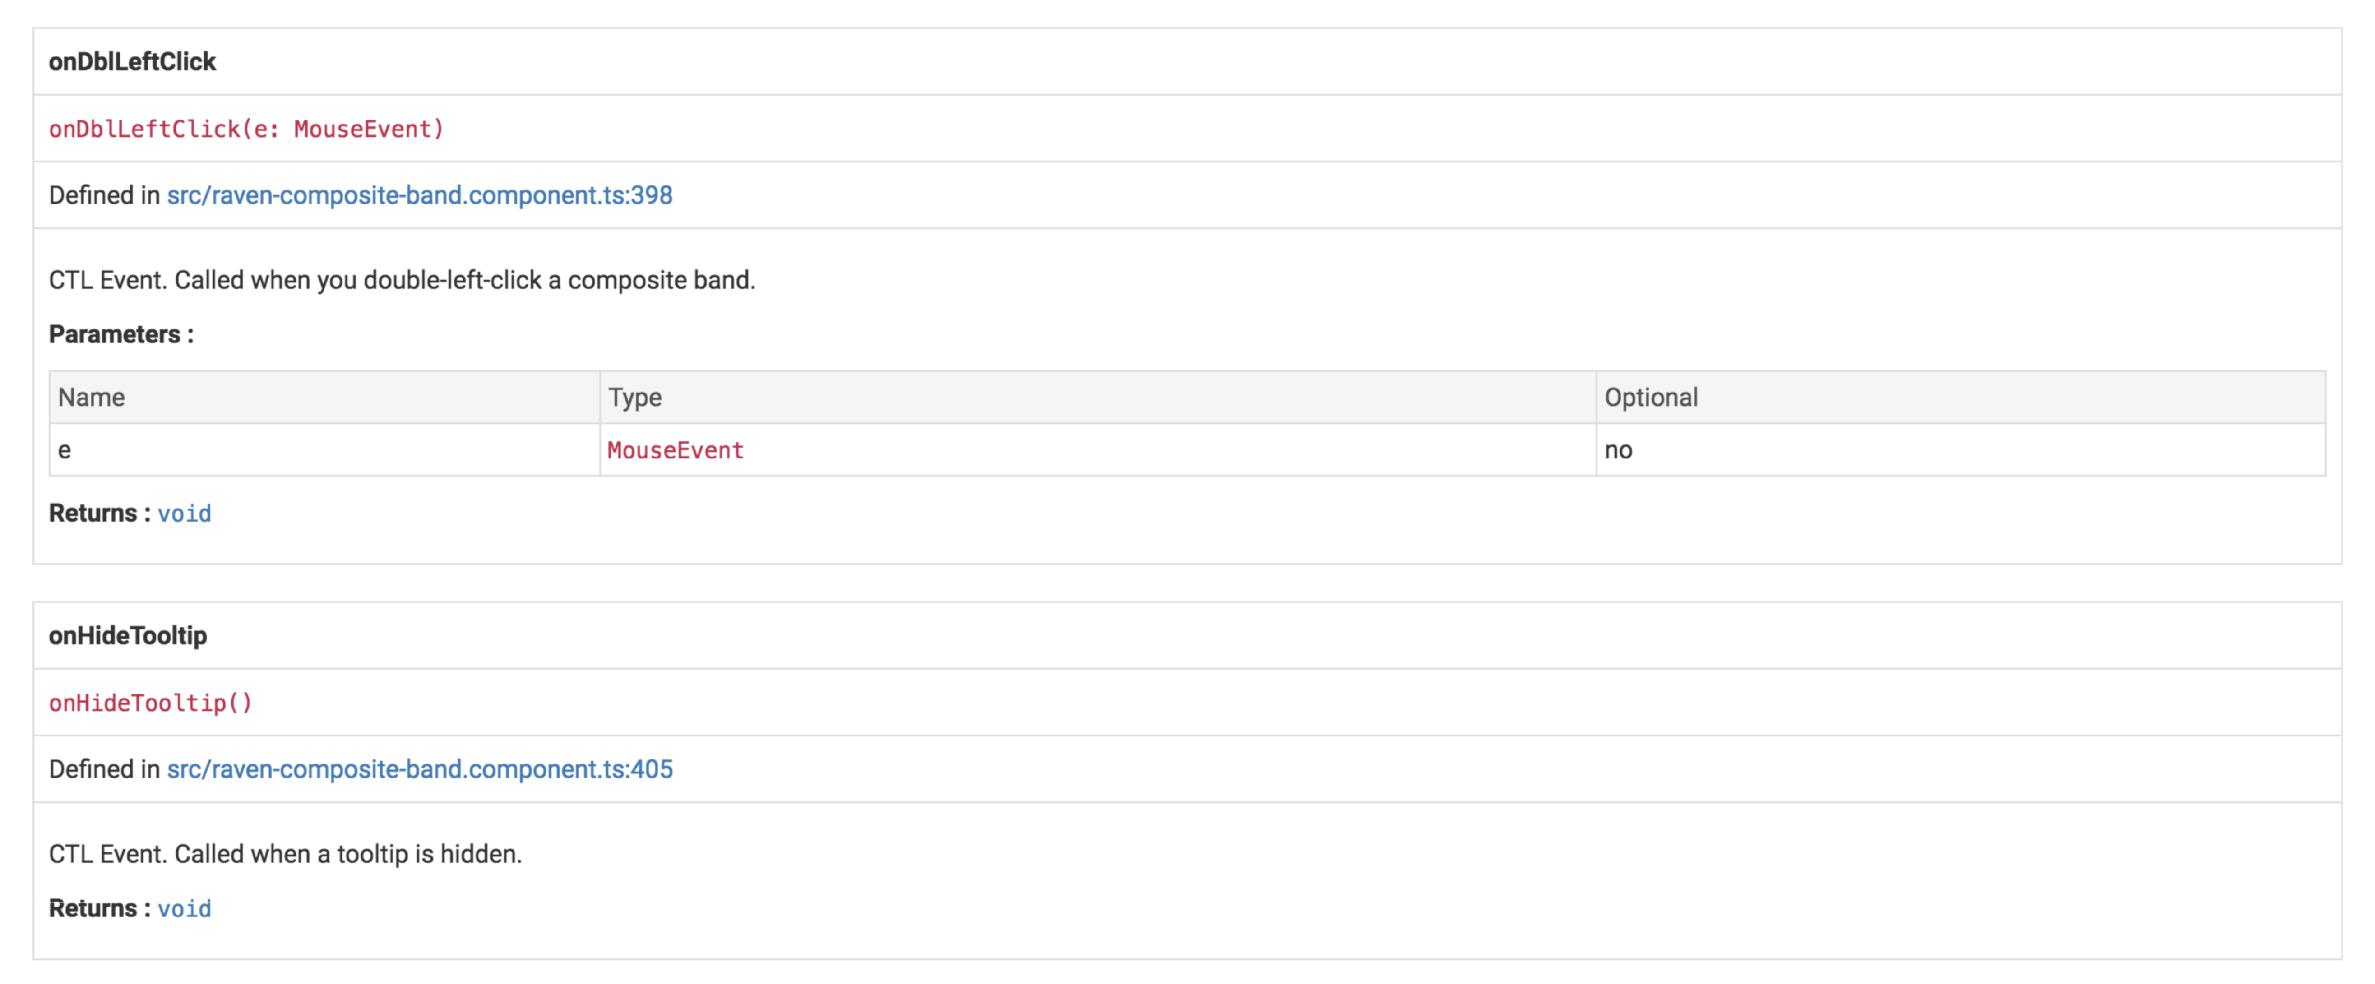 onDblLeftClick
onDblLeftClick(e: MouseEvent)
Defined in src/raven-composite-band.component.ts:398
CTL Event. Called when you double-left-click a composite band.
Parameters :
Name Type Optional
e MouseEvent no
Returns : void
onHideTooltip
onHideTooltip()
Defined in src/raven-composite-band.component.ts:405
CTL Event. Called when a tooltip is hidden.
Returns : void